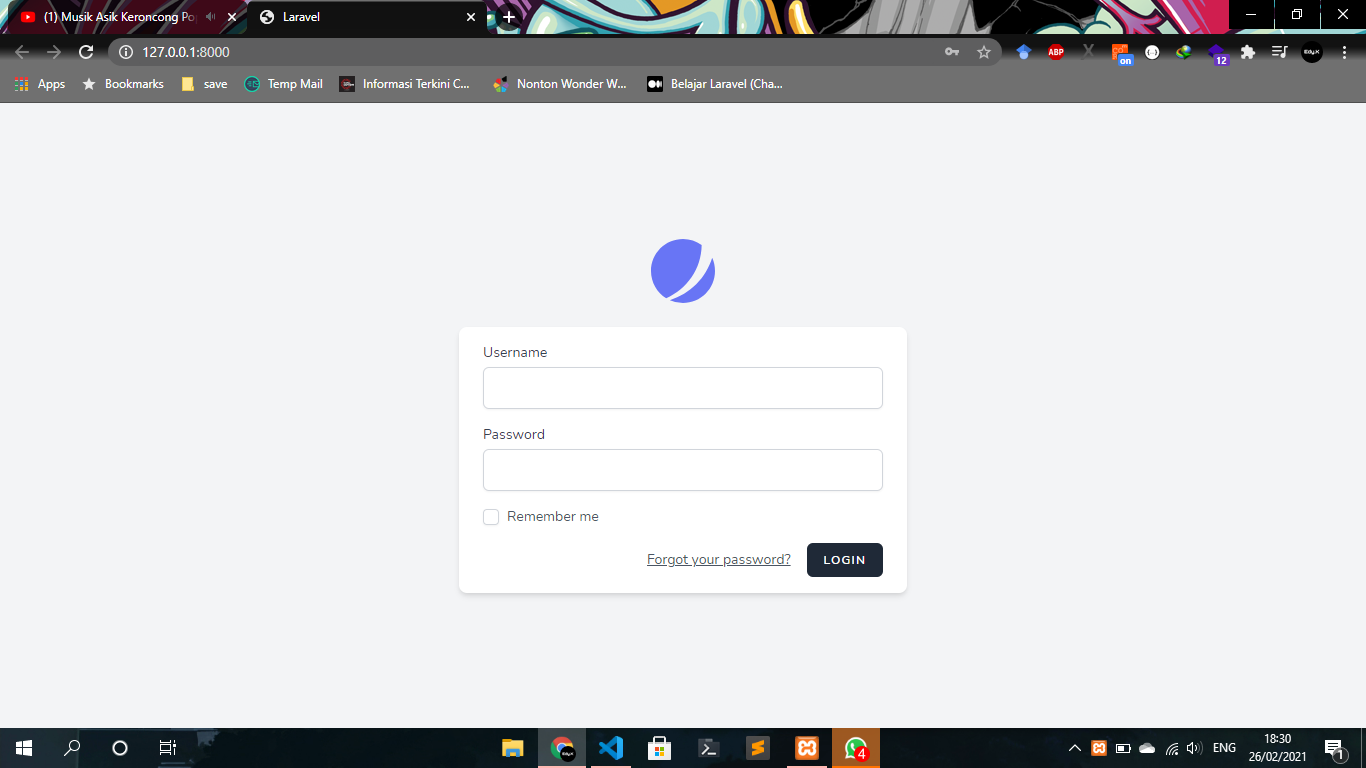 (1) Musik Asik Keroncong Po
Laravel
127.0.0.1:8000
ABP
on
12
Edy.K
Apps
Bookmarks
save
Temp Mail
Informasi Terkini C...
Nonton Wonder W...
Belajar Laravel (Cha...
Username
Password
Remember me
Forgot your password?
LOGIN
4
ENG
18:30
26/02/2021
1